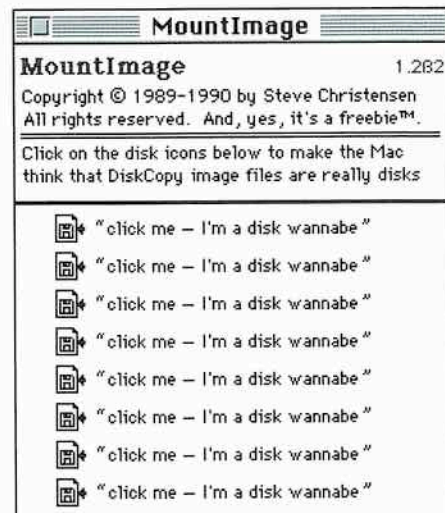 MountImage
MountImage 1.282
Copyright © 1989-1990 by Steve Christensen
All rights reserved. And, yes, it's a freebie™.
Click on the disk icons below to make the Mac
think that DiskCopy image files are really disks
“click me – I'm a disk wannabe”
“click me – I'm a disk wannabe”
“click me – I'm a disk wannabe”
“click me – I'm a disk wannabe”
“click me – I'm a disk wannabe”
“click me – I'm a disk wannabe”
“click me – I'm a disk wannabe”
“click me – I'm a disk wannabe”